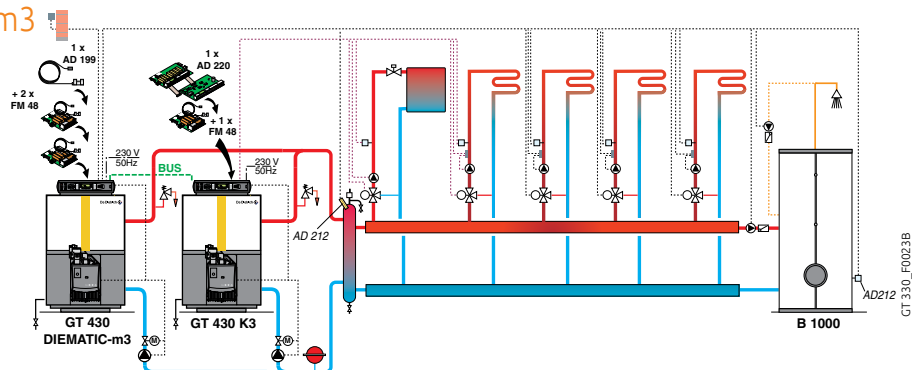 m3
1 x
AD 199
+ 2 x
FM 48
1 x
AD 220
+ 1 x
FM 48
230 V
50Hz
BUS
230 V
50Hz
AD 212
M
M
GT 430
DIEMATIC-m3
GT 430 K3
B 1000
AD212
GT 330_F0023B